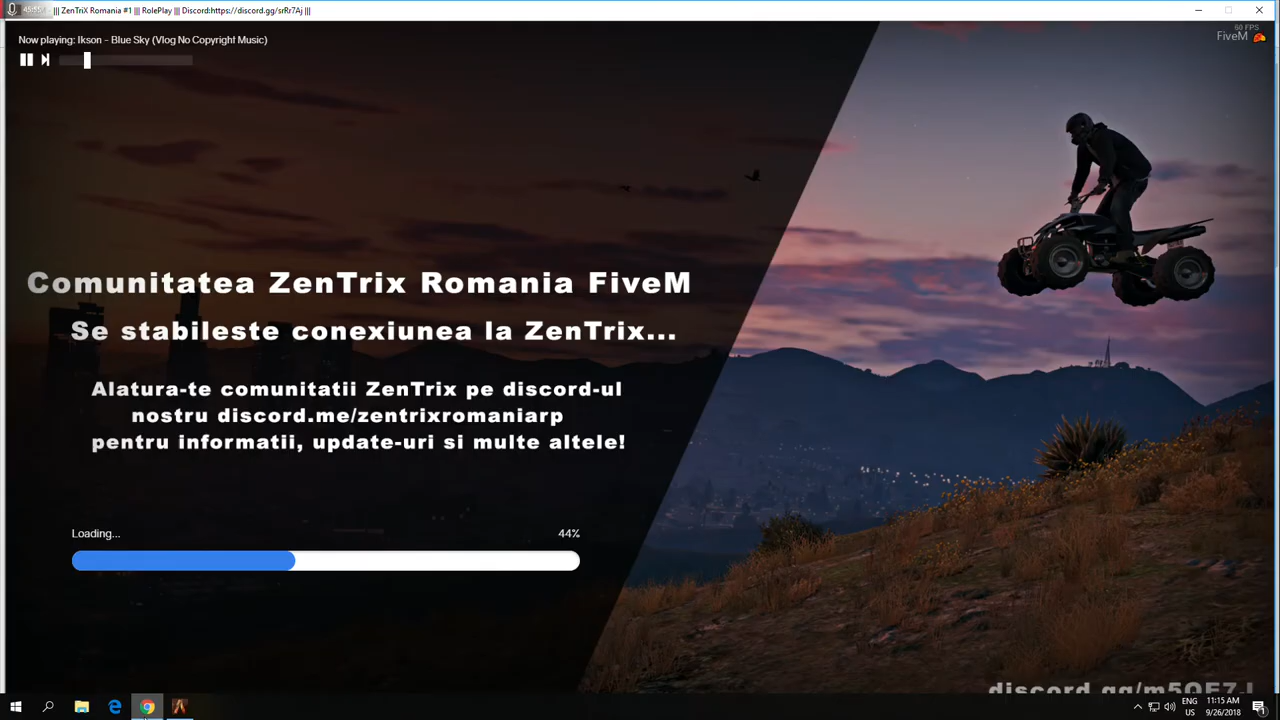 ||| ZenTriX Romania #1 ||| RolePlay ||| Discord:https://discord.gg/srRr7Aj |||
Now playing: Ikson - Blue Sky (Vlog No Copyright Music)
60 FPS
FiveM
Comunitatea ZenTrix Romania FiveM
Se stabileste conexiunea la ZenTrix...
Alatura-te comunitatii ZenTrix pe discord-ul
nostru discord.me/zentrixromaniarp
pentru informatii, update-uri si multe altele!
Loading... 44%
ENG 11:15 AM
US 9/26/2018